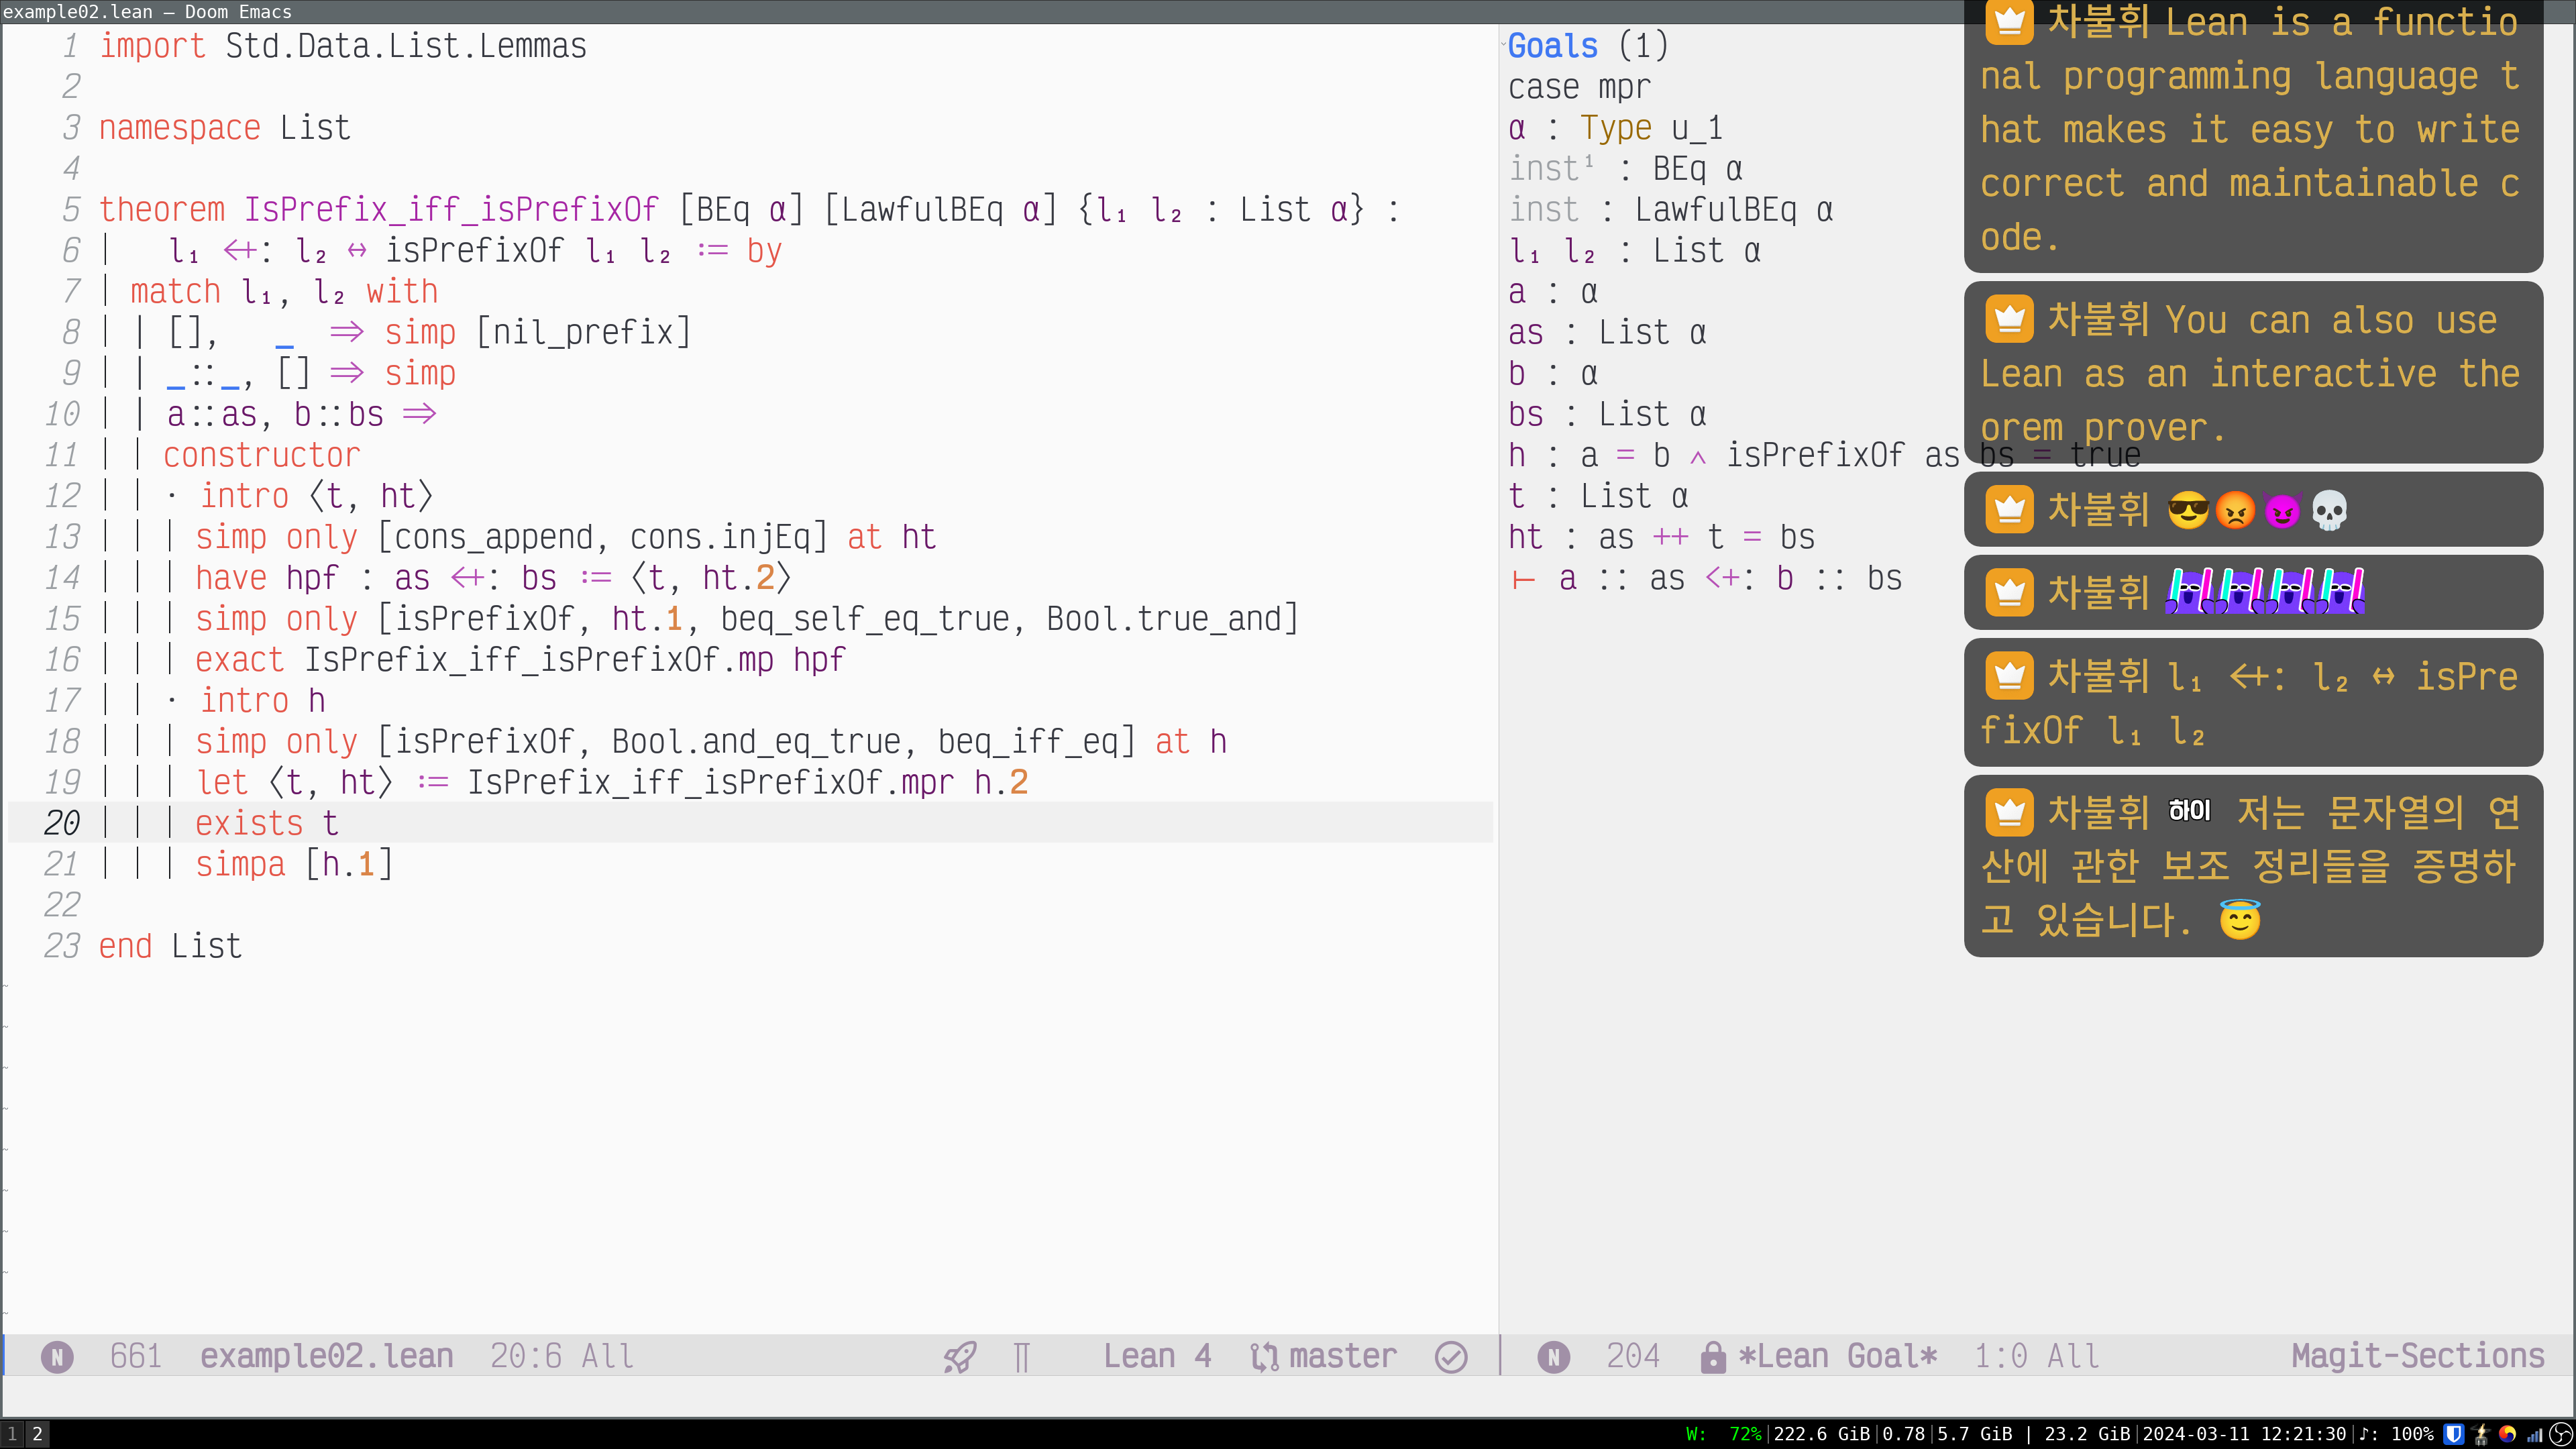 example02.lean – Doom Emacs
1 import Std.Data.List.Lemmas
2
3 namespace List
4
5 theorem IsPrefix_iff_isPrefixOf [BEq α] [LawfulBEq α] {l₁ l₂ : List α} :
6 l₁ <+: l₂ ↔ isPrefixOf l₁ l₂ := by
7 match l₁, l₂ with
8 | [], _ => simp [nil_prefix]
9 | _::_, [] => simp
10 | a::as, b::bs =>
11 constructor
12 · intro ⟨t, ht⟩
13 simp only [cons_append, cons.injEq] at ht
14 have hpf : as <+: bs := ⟨t, ht.2⟩
15 simp only [isPrefixOf, ht.1, beq_self_eq_true, Bool.true_and]
16 exact IsPrefix_iff_isPrefixOf.mp hpf
17 · intro h
18 simp only [isPrefixOf, Bool.and_eq_true, beq_iff_eq] at h
19 let ⟨t, ht⟩ := IsPrefix_iff_isPrefixOf.mpr h.2
20 exists t
21 simpa [h.1]
22
23 end List
N 661 example02.lean 20:6 All Lean 4 master
Goals (1)
case mpr
α : Type u_1
inst¹ : BEq α
inst : LawfulBEq α
l₁ l₂ : List α
a : α
as : List α
b : α
bs : List α
h : a = b ∧ isPrefixOf as bs = true
t : List α
ht : as ++ t = bs
⊢ a :: as <+: b :: bs
N 204 *Lean Goal* 1:0 All Magit-Sections
차불휘 Lean is a functio
nal programming language t
hat makes it easy to write
correct and maintainable c
ode.
차불휘 You can also use
Lean as an interactive the
orem prover.
차불휘 😎😡😈💀
차불휘
차불휘 l₁ <+: l₂ ↔ isPre
fixOf l₁ l₂
차불휘 하이 저는 문자열의 연
산에 관한 보조 정리들을 증명하
고 있습니다. 😇
1 2 W: 72%|222.6 GiB|0.78|5.7 GiB | 23.2 GiB|2024-03-11 12:21:30|♪: 100%